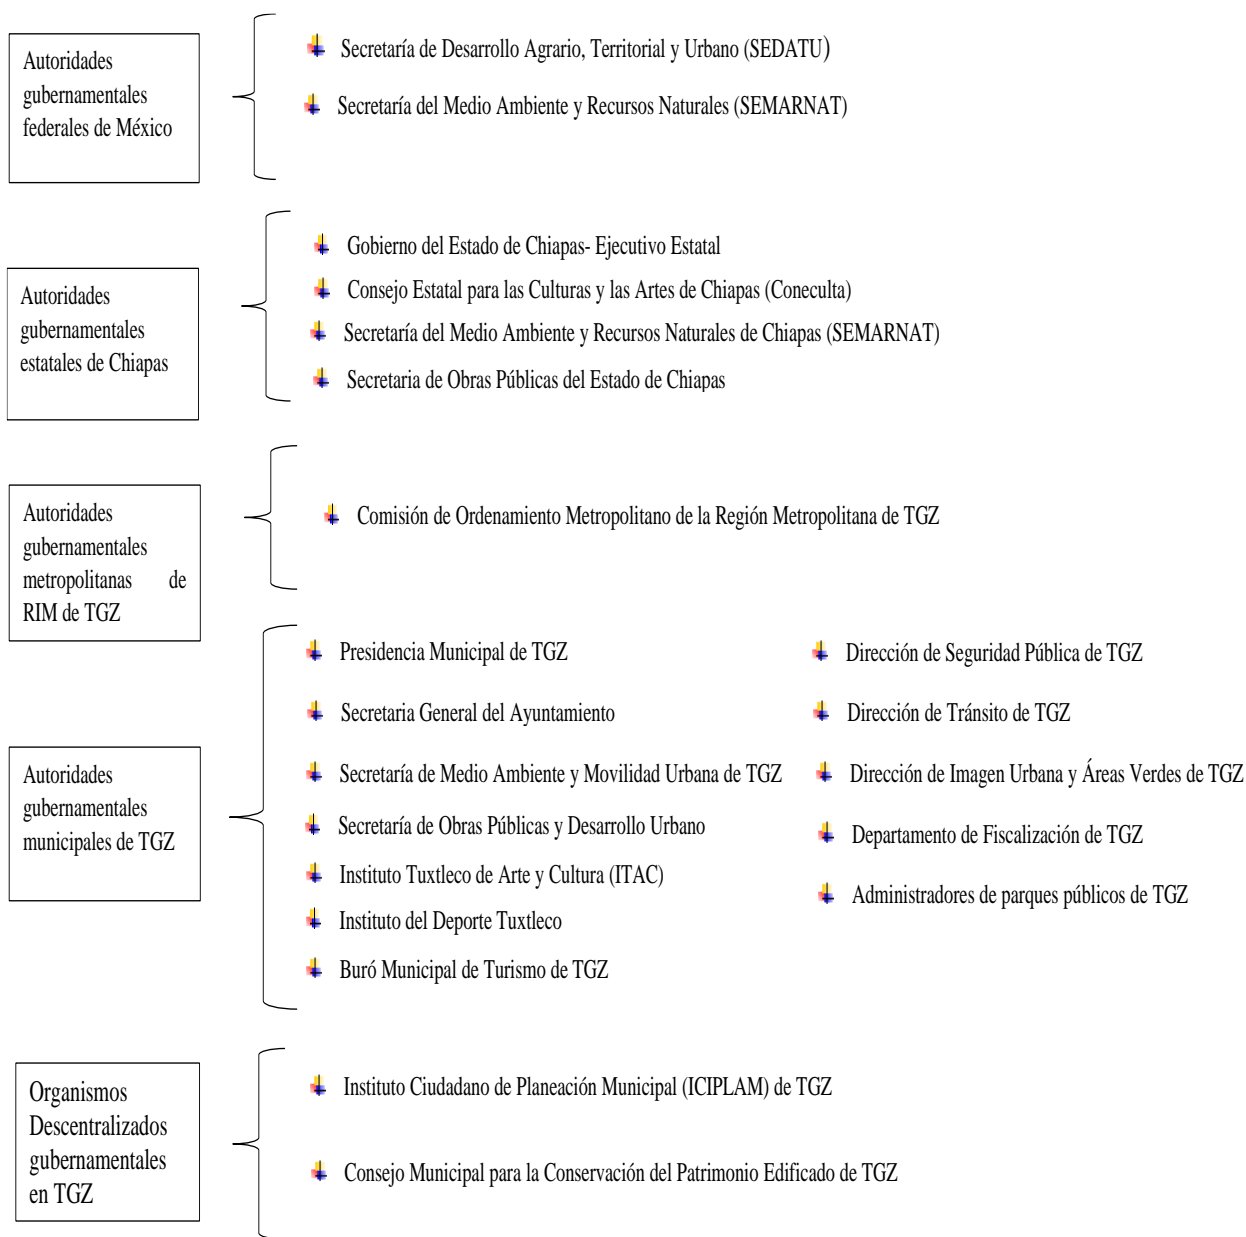 Autoridades
gubernamentales
federales de México
Secretaría de Desarrollo Agrario, Territorial y Urbano (SEDATU)
Secretaría del Medio Ambiente y Recursos Naturales (SEMARNAT)
Autoridades
gubernamentales
estatales de Chiapas
Gobierno del Estado de Chiapas- Ejecutivo Estatal
Consejo Estatal para las Culturas y las Artes de Chiapas (Coneculta)
Secretaría del Medio Ambiente y Recursos Naturales de Chiapas (SEMARNAT)
Secretaria de Obras Públicas del Estado de Chiapas
Autoridades
gubernamentales
metropolitanas de
RIM de TGZ
Comisión de Ordenamiento Metropolitano de la Región Metropolitana de TGZ
Autoridades
gubernamentales
municipales de TGZ
Presidencia Municipal de TGZ
Secretaria General del Ayuntamiento
Secretaría de Medio Ambiente y Movilidad Urbana de TGZ
Secretaría de Obras Públicas y Desarrollo Urbano
Instituto Tuxtleco de Arte y Cultura (ITAC)
Instituto del Deporte Tuxtleco
Buró Municipal de Turismo de TGZ
Dirección de Seguridad Pública de TGZ
Dirección de Tránsito de TGZ
Dirección de Imagen Urbana y Áreas Verdes de TGZ
Departamento de Fiscalización de TGZ
Administradores de parques públicos de TGZ
Organismos
Descentralizados
gubernamentales
en TGZ
Instituto Ciudadano de Planeación Municipal (ICIPLAM) de TGZ
Consejo Municipal para la Conservación del Patrimonio Edificado de TGZ